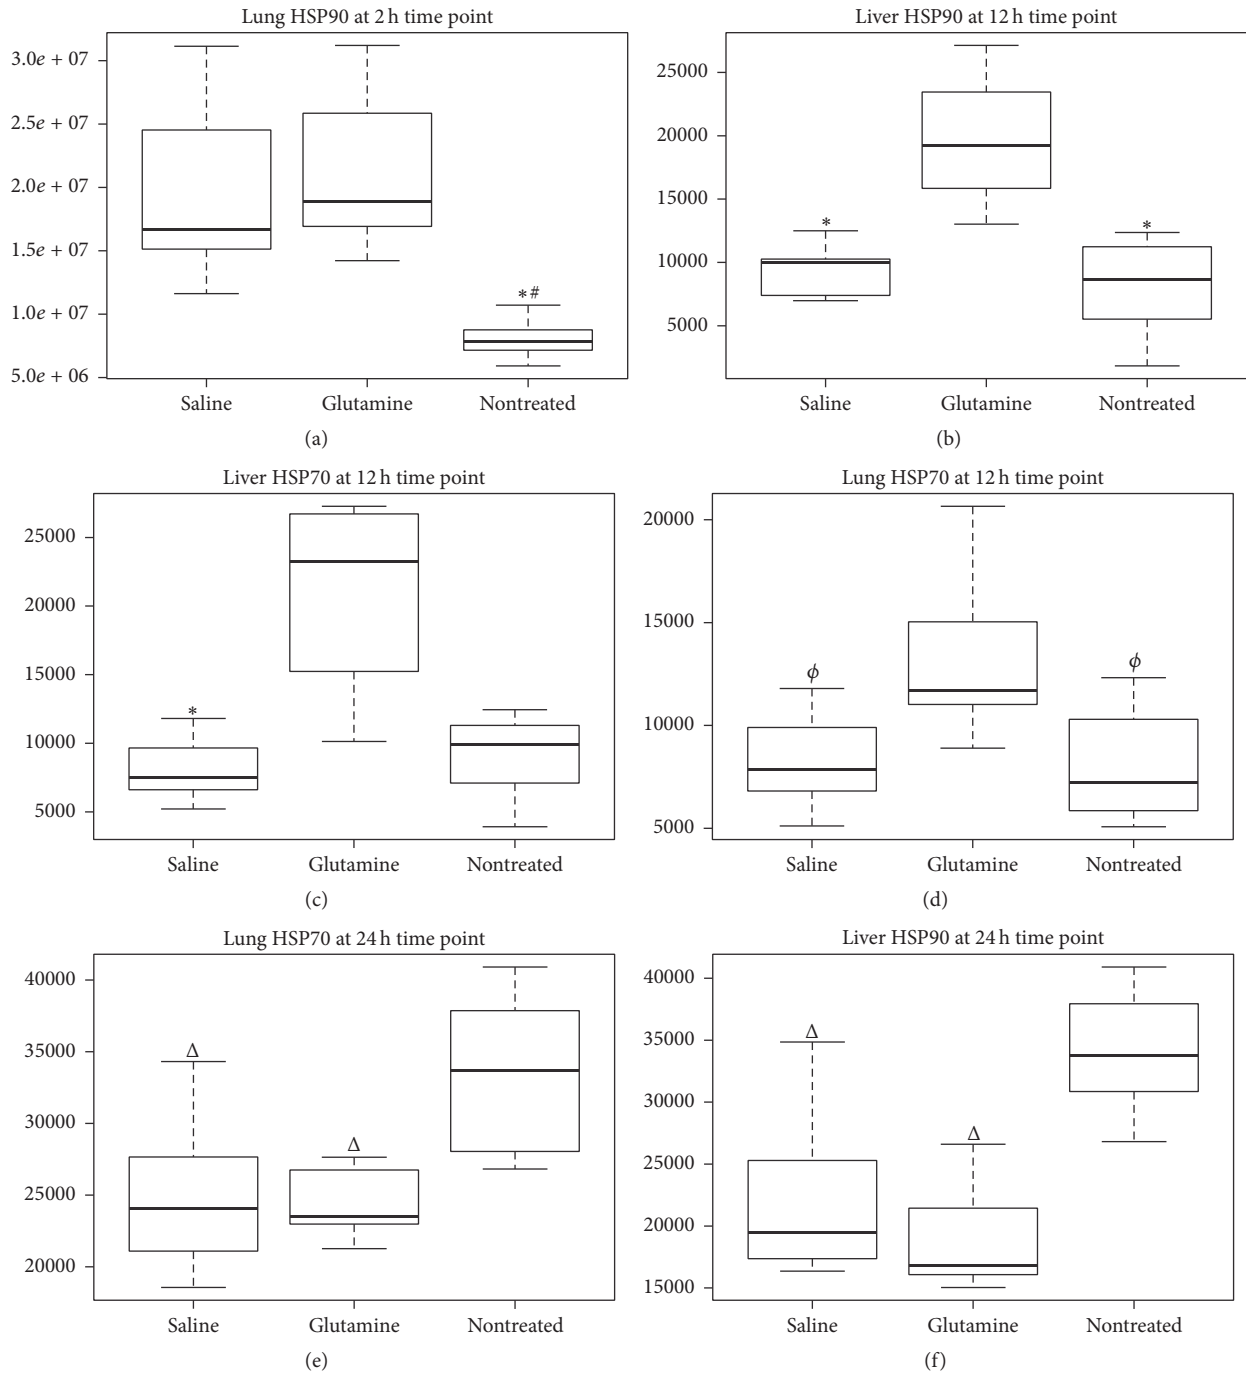 Lung HSP90 at 2 h time point
3.0e + 07
2.5e + 07
2.0e + 07
1.5e + 07
1.0e + 07
5.0e + 06
*#
Saline Glutamine Nontreated
(a)
Liver HSP90 at 12 h time point
25000
20000
15000
10000
5000
* *
Saline Glutamine Nontreated
(b)
Liver HSP70 at 12 h time point
25000
20000
15000
10000
5000
*
Saline Glutamine Nontreated
(c)
Lung HSP70 at 12 h time point
20000
15000
10000
5000
ϕ ϕ
Saline Glutamine Nontreated
(d)
Lung HSP70 at 24 h time point
40000
35000
30000
25000
20000
Δ Δ
Saline Glutamine Nontreated
(e)
Liver HSP90 at 24 h time point
40000
35000
30000
25000
20000
15000
Δ Δ
Saline Glutamine Nontreated
(f)